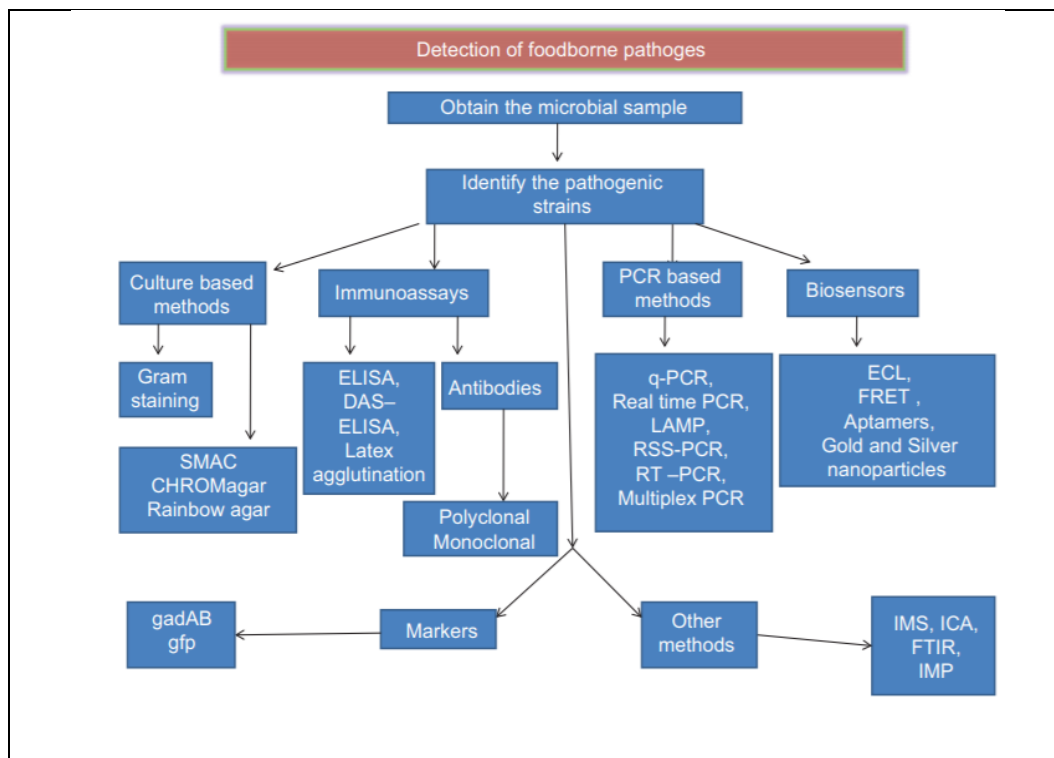 Detection of foodborne pathoges
Obtain the microbial sample
Identify the pathogenic
strains
Culture based
methods
Immunoassays
PCR based
methods
Biosensors
Gram
staining
ELISA,
DAS–
ELISA,
Latex
agglutination
Antibodies
q-PCR,
Real time PCR,
LAMP,
RSS-PCR,
RT –PCR,
Multiplex PCR
ECL,
FRET ,
Aptamers,
Gold and Silver
nanoparticles
SMAC
CHROMagar
Rainbow agar
Polyclonal
Monoclonal
gadAB
gfp
Markers
Other
methods
IMS, ICA,
FTIR,
IMP